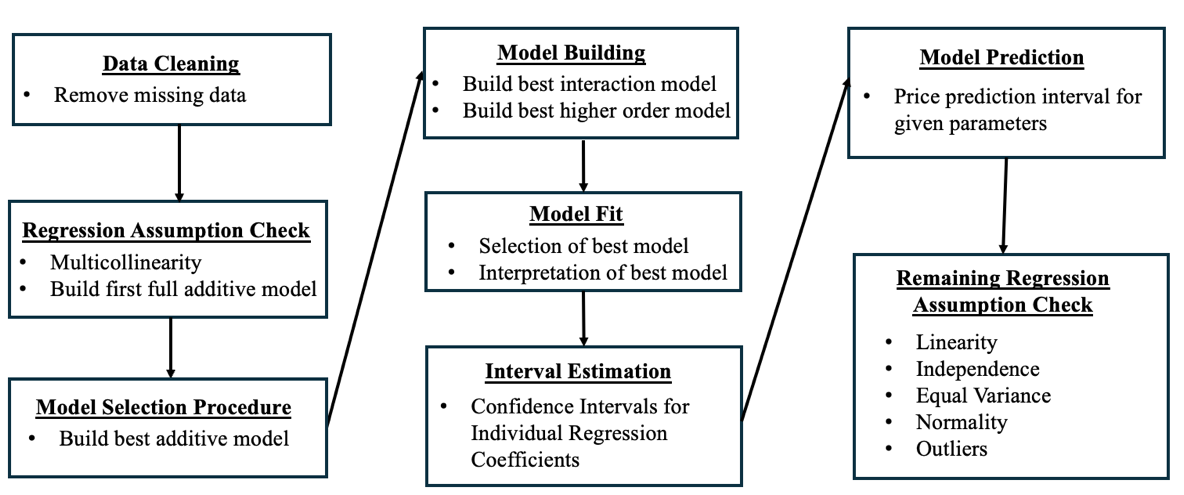 Data Cleaning
• Remove missing data
Regression Assumption Check
• Multicollinearity
• Build first full additive model
Model Selection Procedure
• Build best additive model
Model Building
• Build best interaction model
• Build best higher order model
Model Fit
• Selection of best model
• Interpretation of best model
Interval Estimation
• Confidence Intervals for
Individual Regression
Coefficients
Model Prediction
• Price prediction interval for
given parameters
Remaining Regression
Assumption Check
• Linearity
• Independence
• Equal Variance
• Normality
• Outliers